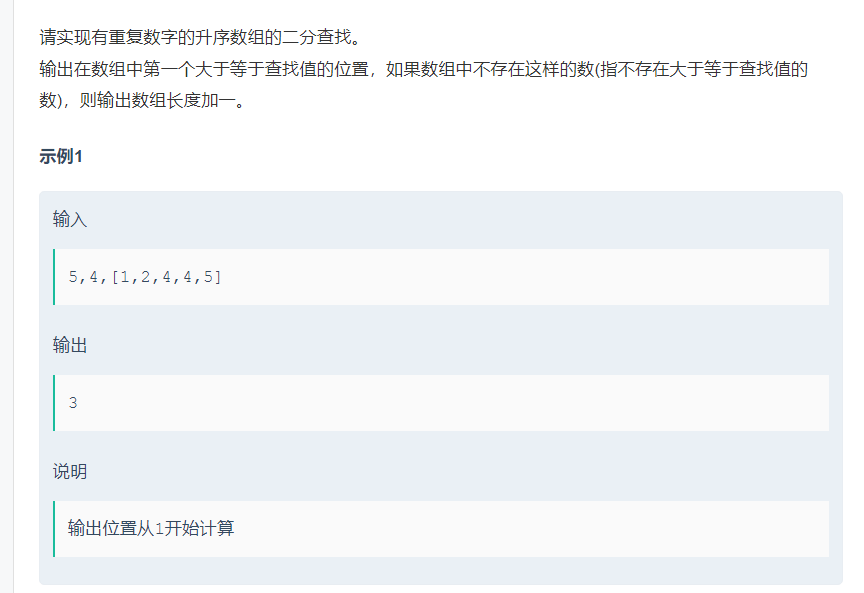 请实现有重复数字的升序数组的二分查找。
输出在数组中第一个大于等于查找值的位置，如果数组中不存在这样的数(指不存在大于等于查找值的
数)，则输出数组长度加一。
示例1
输入
5,4,[1,2,4,4,5]
输出
3
说明
输出位置从1开始计算